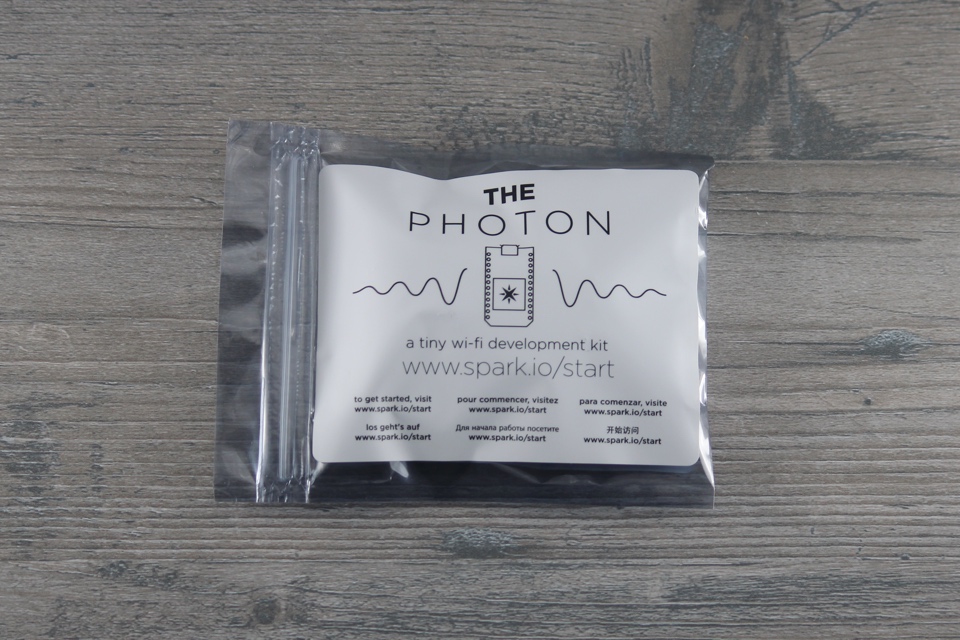 THE
PHOTON
a tiny wi-fi development kit
www.spark.io/start
to get started, visit
www.spark.io/start
pour commencer, visitez
www.spark.io/start
para comenzar, visite
www.spark.io/start
los geht's auf
www.spark.io/start
Для начала работы посетите
www.spark.io/start
开始访问
www.spark.io/start